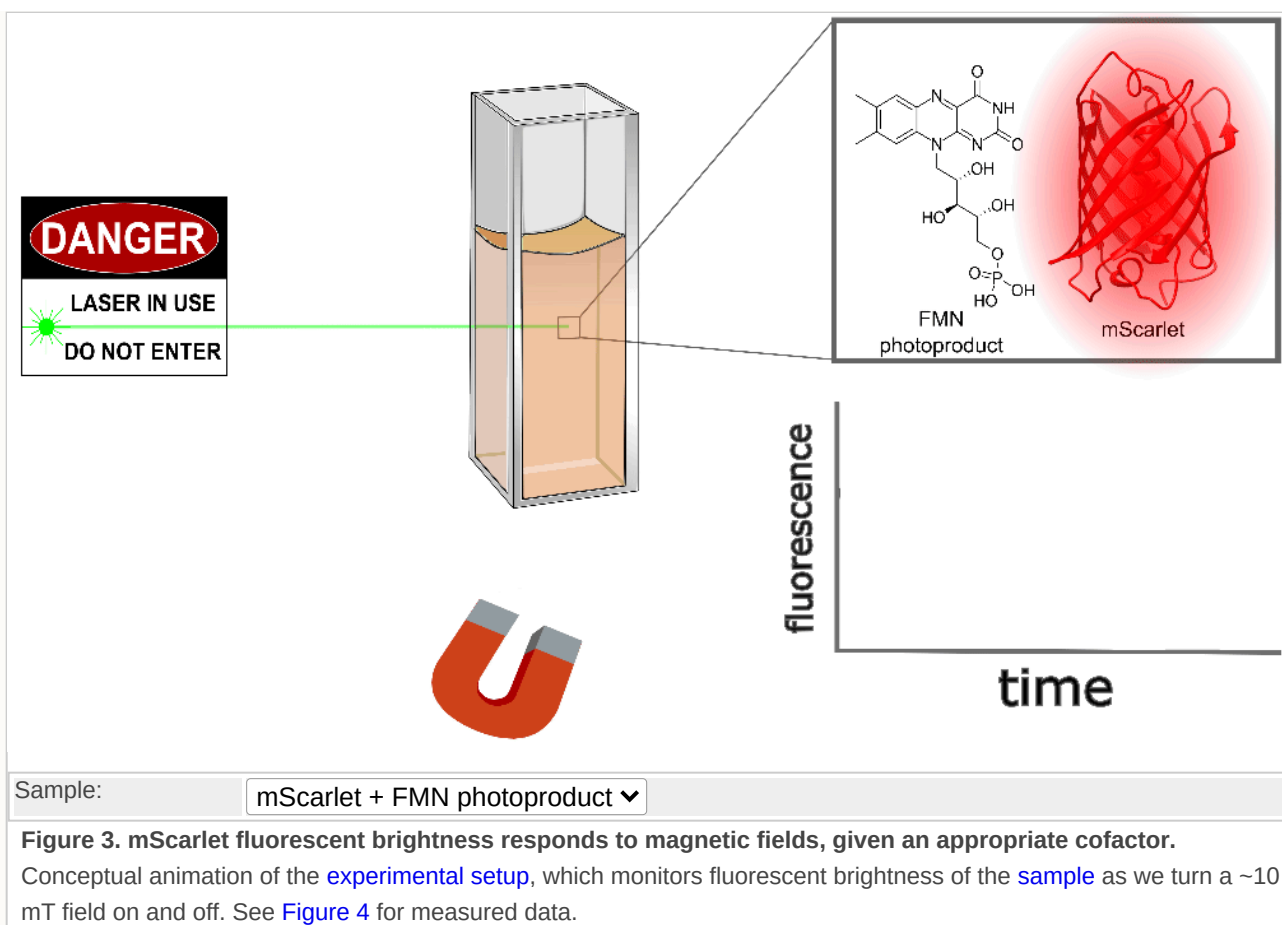 DANGER
LASER IN USE
DO NOT ENTER
N
O
NH
N
N
O
OH
HO
OH
O
O=P
OH
HO
FMN
photoproduct
mScarlet
fluorescence
time
Sample:
mScarlet + FMN photoproduct
Figure 3. mScarlet fluorescent brightness responds to magnetic fields, given an appropriate cofactor.
Conceptual animation of the experimental setup, which monitors fluorescent brightness of the sample as we turn a ~10
mT field on and off. See Figure 4 for measured data.